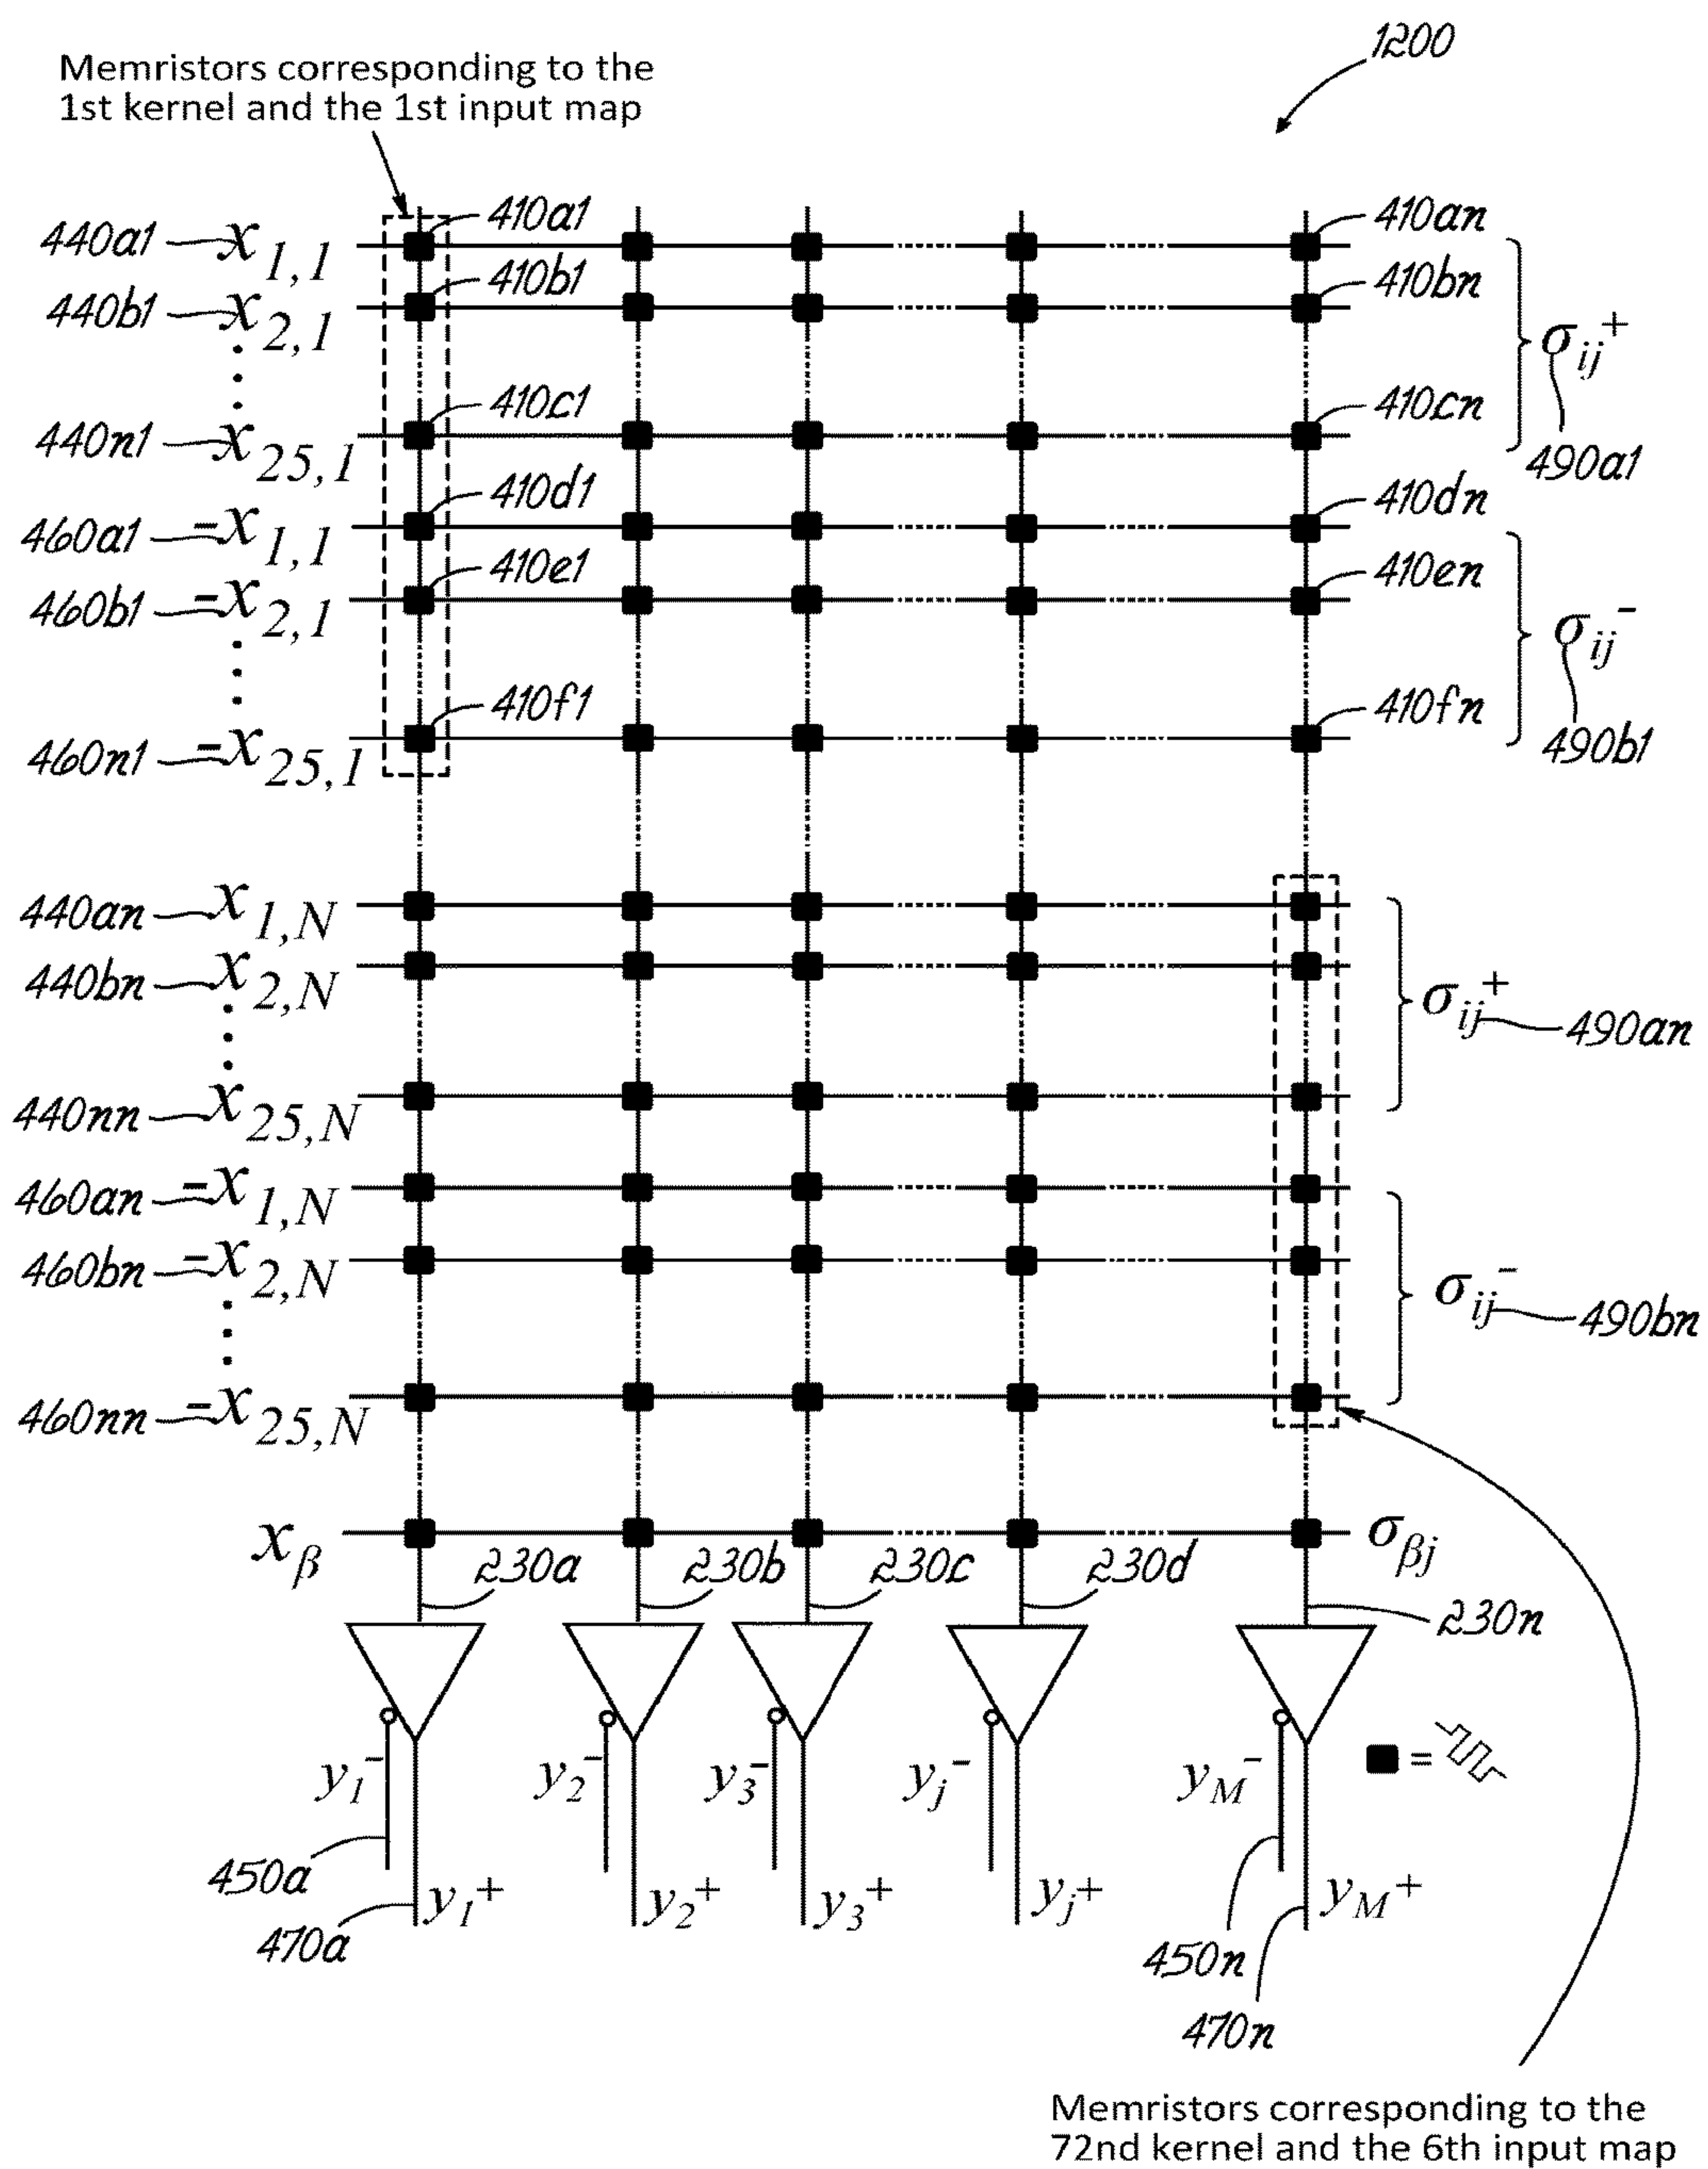 1200
Memristors corresponding to the
1st kernel and the 1st input map
440a1 x1,1 410a1 410an
440b1 x2,1 410b1 410bn
σij+
440n1 x25,1 410c1 410cn
490a1
460a1 -x1,1 410d1 410dn
460b1 -x2,1 410e1 410en
σij-
460n1 -x25,1 410f1 410fn
490b1
440an x1,N
440bn x2,N
σij+ 490an
440nn x25,N
460an -x1,N
460bn -x2,N
σij- 490bn
460nn -x25,N
xβ σβj
230a 230b 230c 230d 230n
y1- y2- y3- yj- yM- =
450a y1+ y2+ y3+ yj+ yM+
470a 450n
470n
Memristors corresponding to the
72nd kernel and the 6th input map